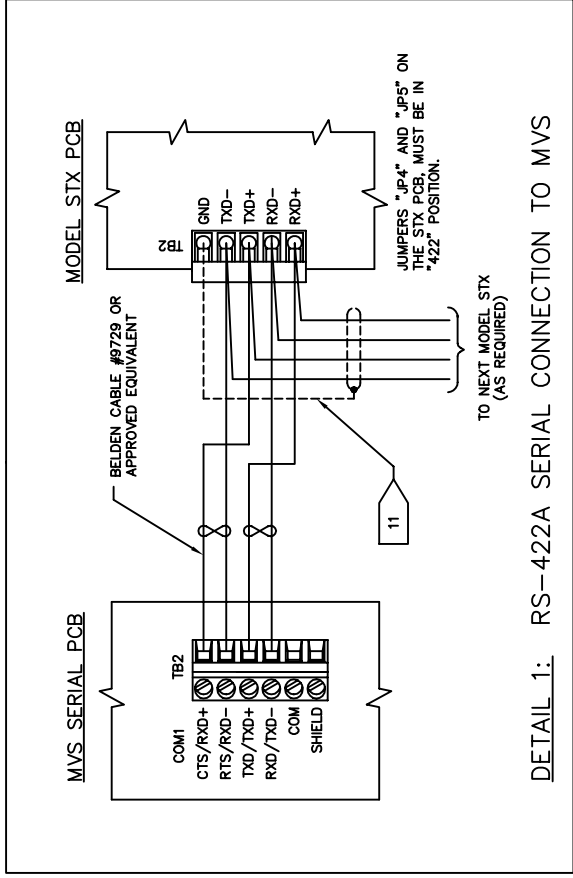 MVS SERIAL PCB
COM1
TB2
CTS/RXD+
RTS/RXD-
TXD/TXD+
RXD/TXD-
COM
SHIELD
BELDEN CABLE #9729 OR
APPROVED EQUIVALENT
11
MODEL STX PCB
TB2
GND
TXD-
TXD+
RXD-
RXD+
JUMPERS "JP4" AND "JP5" ON
THE STX PCB, MUST BE IN
"422" POSITION.
TO NEXT MODEL STX
(AS REQUIRED)
DETAIL 1: RS-422A SERIAL CONNECTION TO MVS